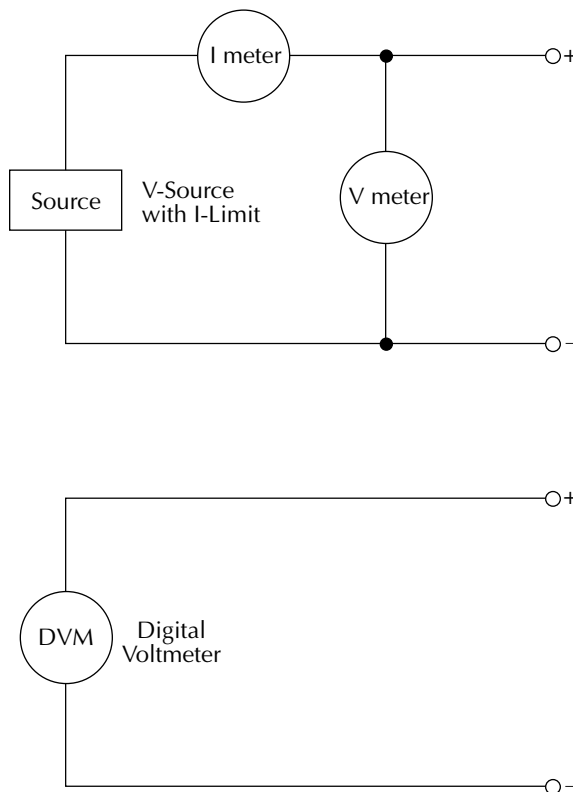 I meter
+
Source
V-Source
with I-Limit
V meter
−
+
DVM
Digital
Voltmeter
−